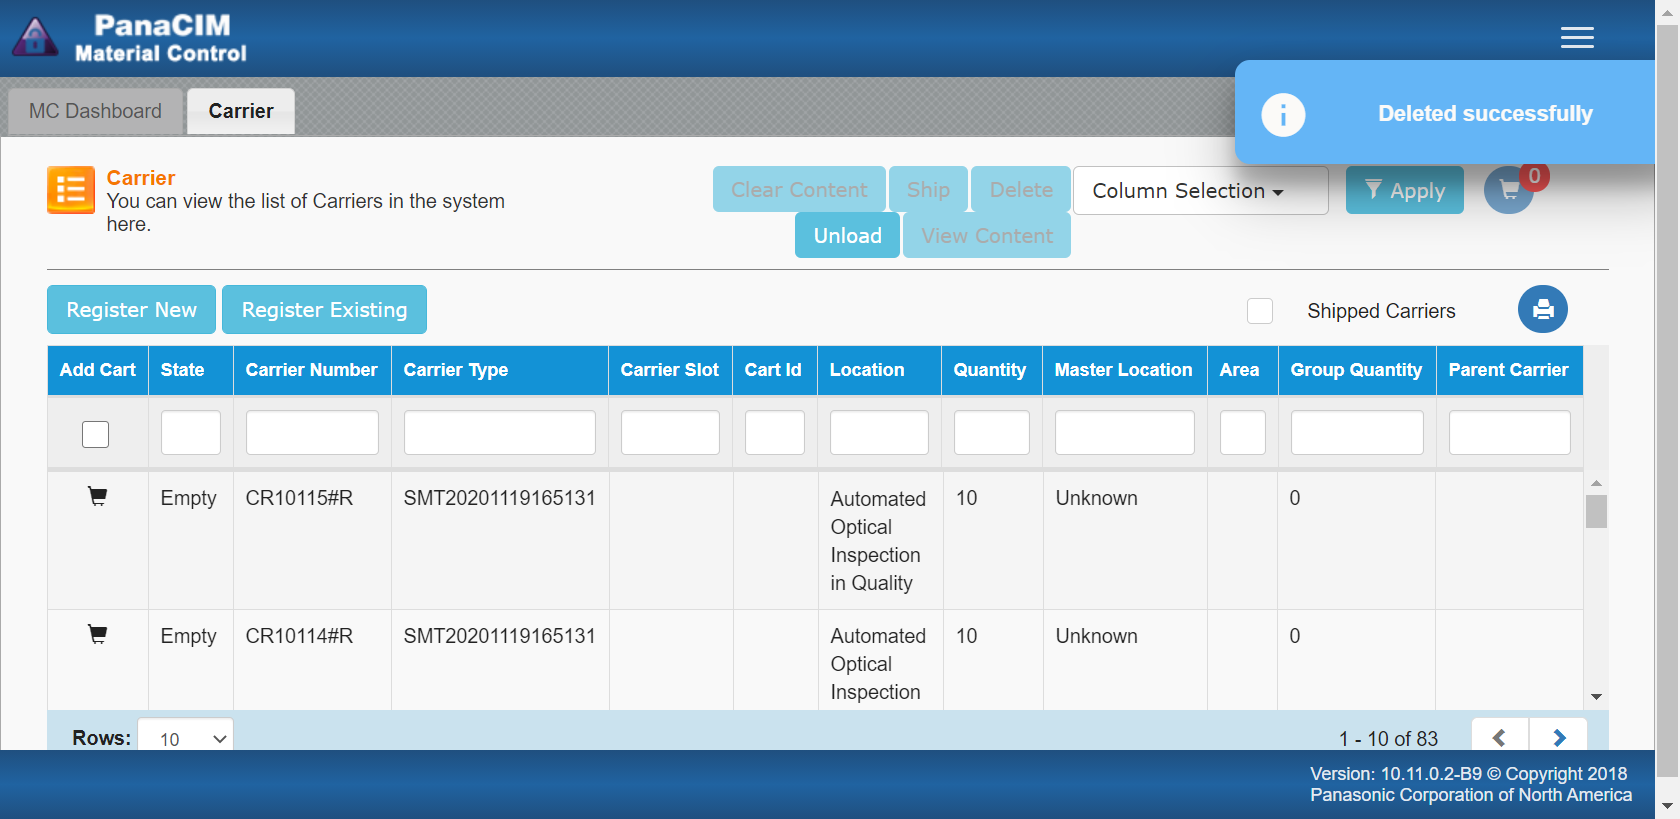 PanaCIM
Material Control
Deleted successfully
MC Dashboard
Carrier
Carrier
You can view the list of Carriers in the system
here.
Clear Content
Ship
Delete
Column Selection
Apply
0
Unload
View Content
Register New
Register Existing
Shipped Carriers
Add Cart State Carrier Number Carrier Type Carrier Slot Cart Id Location Quantity Master Location Area Group Quantity Parent Carrier
Empty CR10115#R SMT20201119165131 Automated 10 Unknown 0
Optical
Inspection
in Quality
Empty CR10114#R SMT20201119165131 Automated 10 Unknown 0
Optical
Inspection
Rows: 10
1 - 10 of 83
Version: 10.11.0.2-B9 © Copyright 2018
Panasonic Corporation of North America